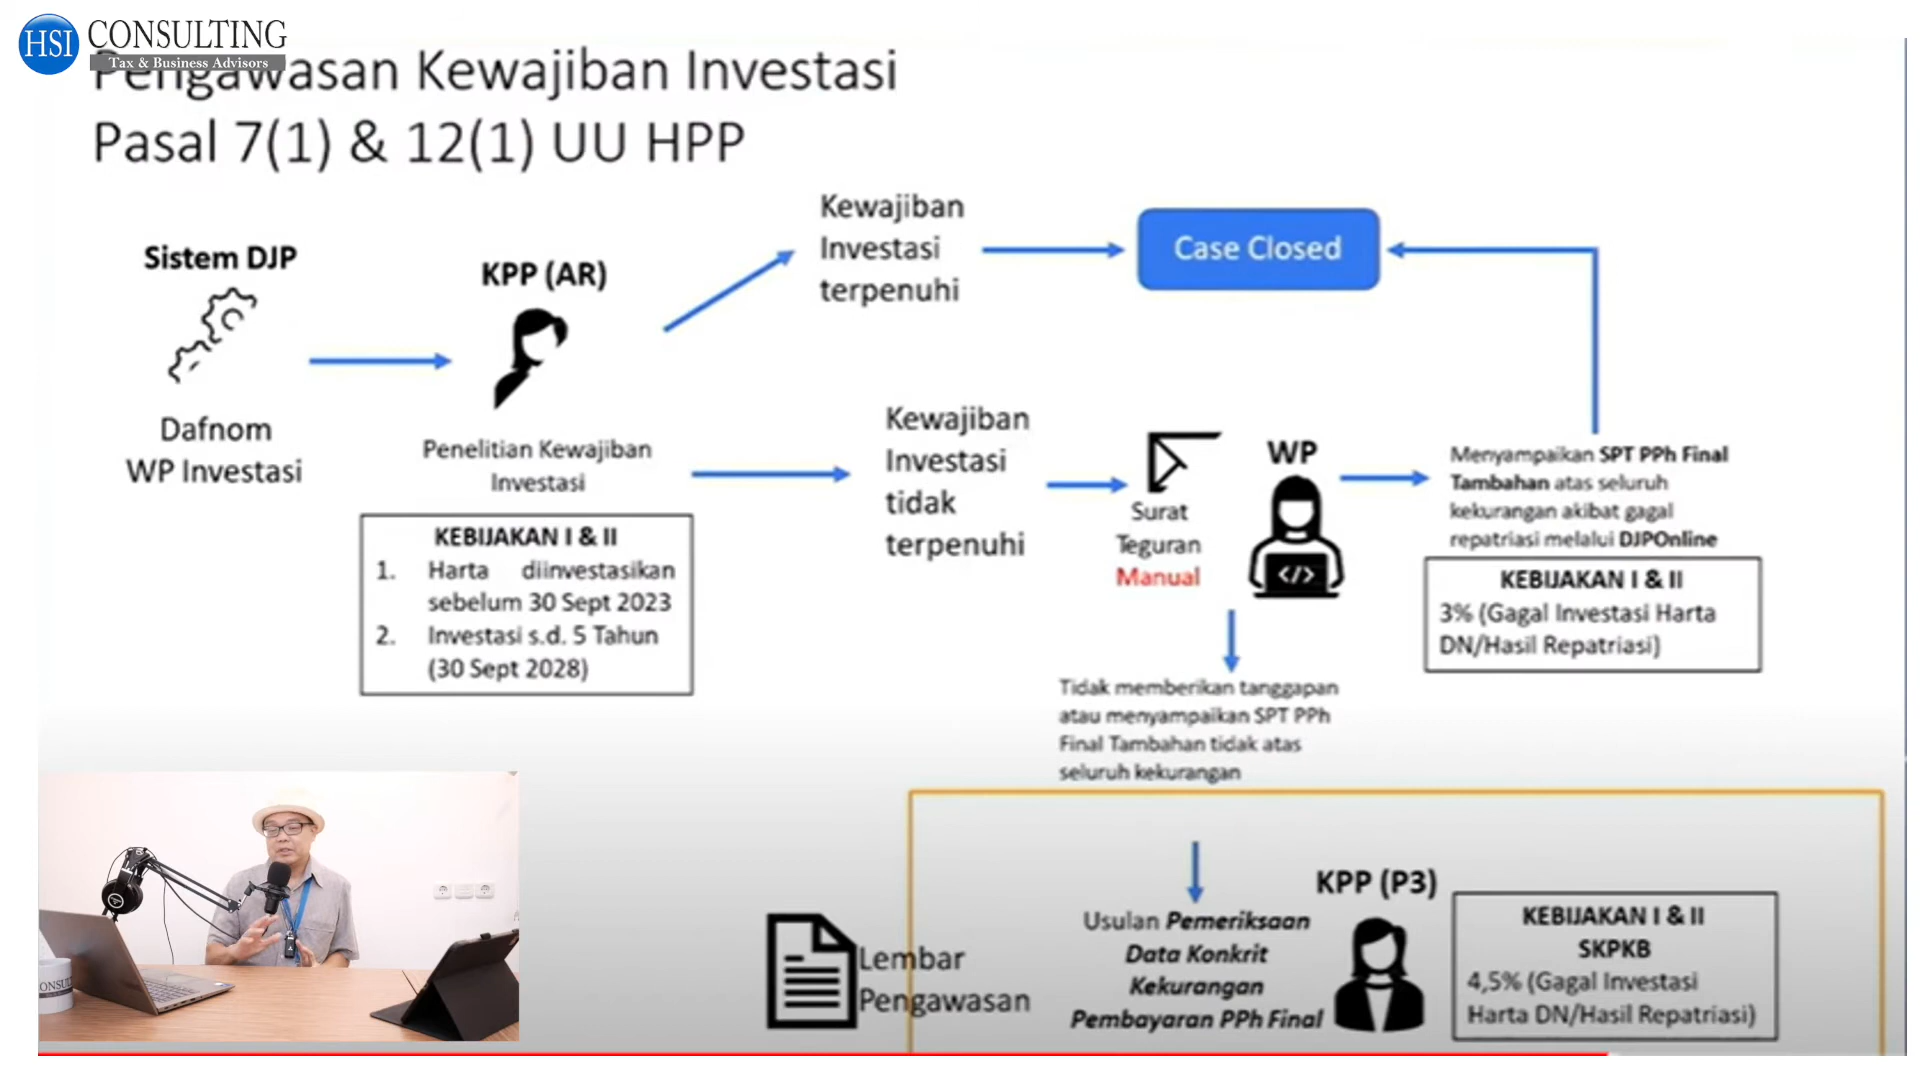 HSI
CONSULTING
Tax & Business Advisors
Pengawasan Kewajiban Investasi
Pasal 7(1) & 12(1) UU HPP
Sistem DJP
Dafnom
WP Investasi
KPP (AR)
Penelitian Kewajiban
Investasi
KEBIJAKAN I & II
1. Harta diinvestasikan
sebelum 30 Sept 2023
2. Investasi s.d. 5 Tahun
(30 Sept 2028)
Kewajiban
Investasi
terpenuhi
Case Closed
Kewajiban
Investasi
tidak
terpenuhi
Surat
Teguran
Manual
WP
</>
Menyampaikan SPT PPh Final
Tambahan atas seluruh
kekurangan akibat gagal
repatriasi melalui DJPOnline
KEBIJAKAN I & II
3% (Gagal Investasi Harta
DN/Hasil Repatriasi)
Tidak memberikan tanggapan
atau menyampaikan SPT PPh
Final Tambahan tidak atas
seluruh kekurangan
Lembar
Pengawasan
Usulan Pemeriksaan
Data Konkrit
Kekurangan
Pembayaran PPh Final
KPP (P3)
KEBIJAKAN I & II
SKPKB
4,5% (Gagal Investasi
Harta DN/Hasil Repatriasi)